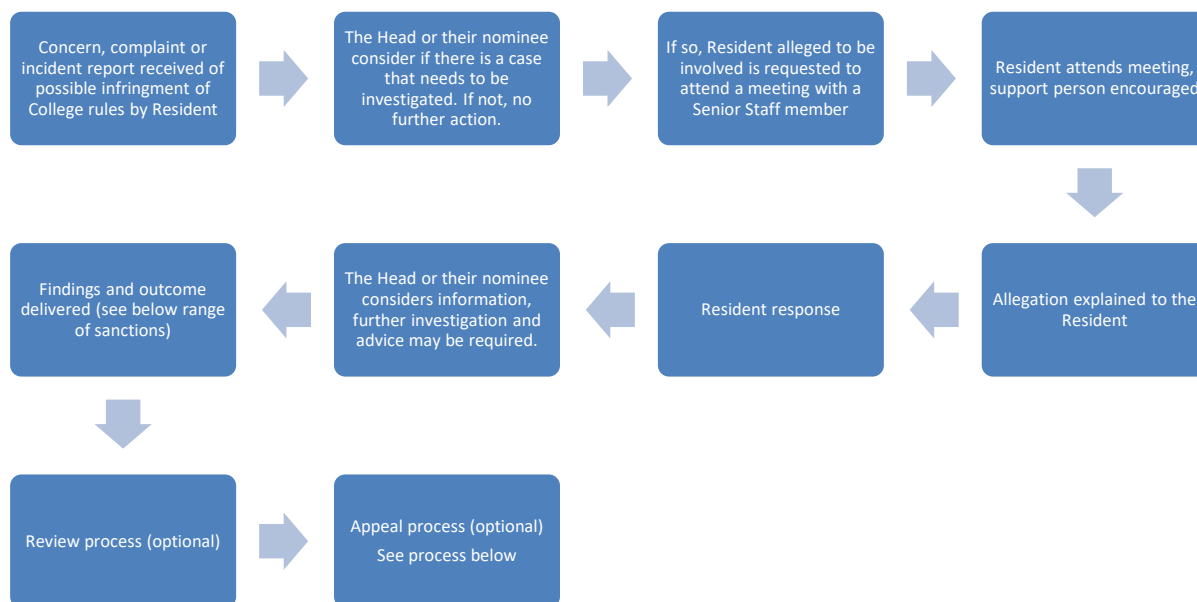 Concern, complaint or
incident report received of
possible infringment of
College rules by Resident
The Head or their nominee
consider if there is a case
that needs to be
investigated. If not, no
further action.
If so, Resident alleged to be
involved is requested to
attend a meeting with a
Senior Staff member
Resident attends meeting,
support person encouraged
Allegation explained to the
Resident
Resident response
The Head or their nominee
considers information,
further investigation and
advice may be required.
Findings and outcome
delivered (see below range
of sanctions)
Review process (optional)
Appeal process (optional)
See process below